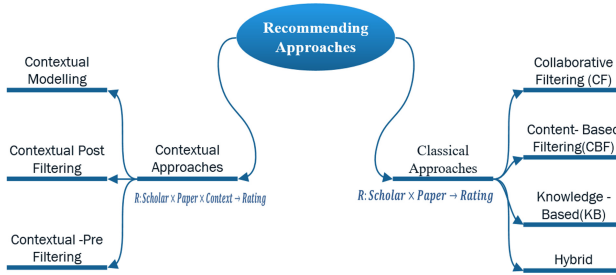 Recommending
Approaches
Contextual
Modelling
Contextual Post
Filtering
Contextual -Pre
Filtering
Contextual
Approaches
R: Scholar × Paper × Context → Rating
Classical
Approaches
R: Scholar × Paper → Rating
Collaborative
Filtering (CF)
Content- Based
Filtering(CBF)
Knowledge -
Based(KB)
Hybrid